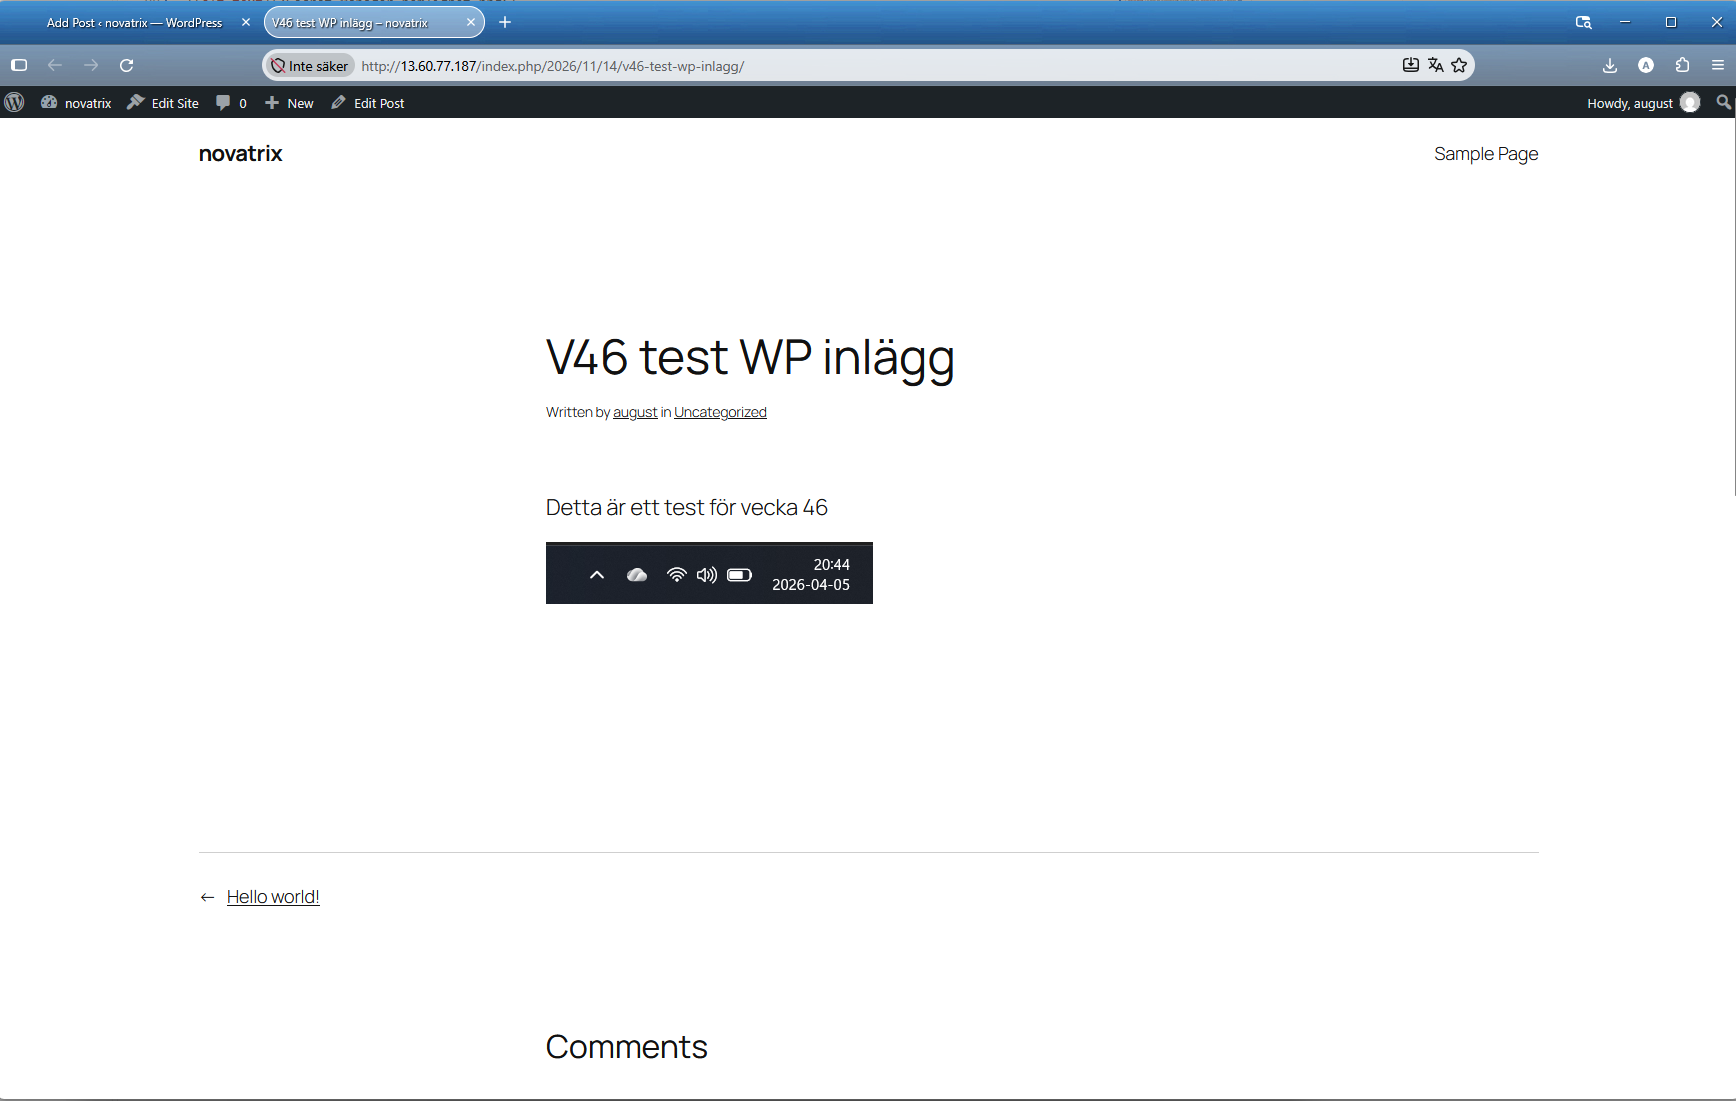 Add Post ‹ novatrix — WordPress
V46 test WP inlägg – novatrix
Inte säker
http://13.60.77.187/index.php/2026/11/14/v46-test-wp-inlagg/
A
novatrix
Edit Site
0
New
Edit Post
Howdy, august
novatrix
Sample Page
V46 test WP inlägg
Written by august in Uncategorized
Detta är ett test för vecka 46
20:44
2026-04-05
← Hello world!
Comments